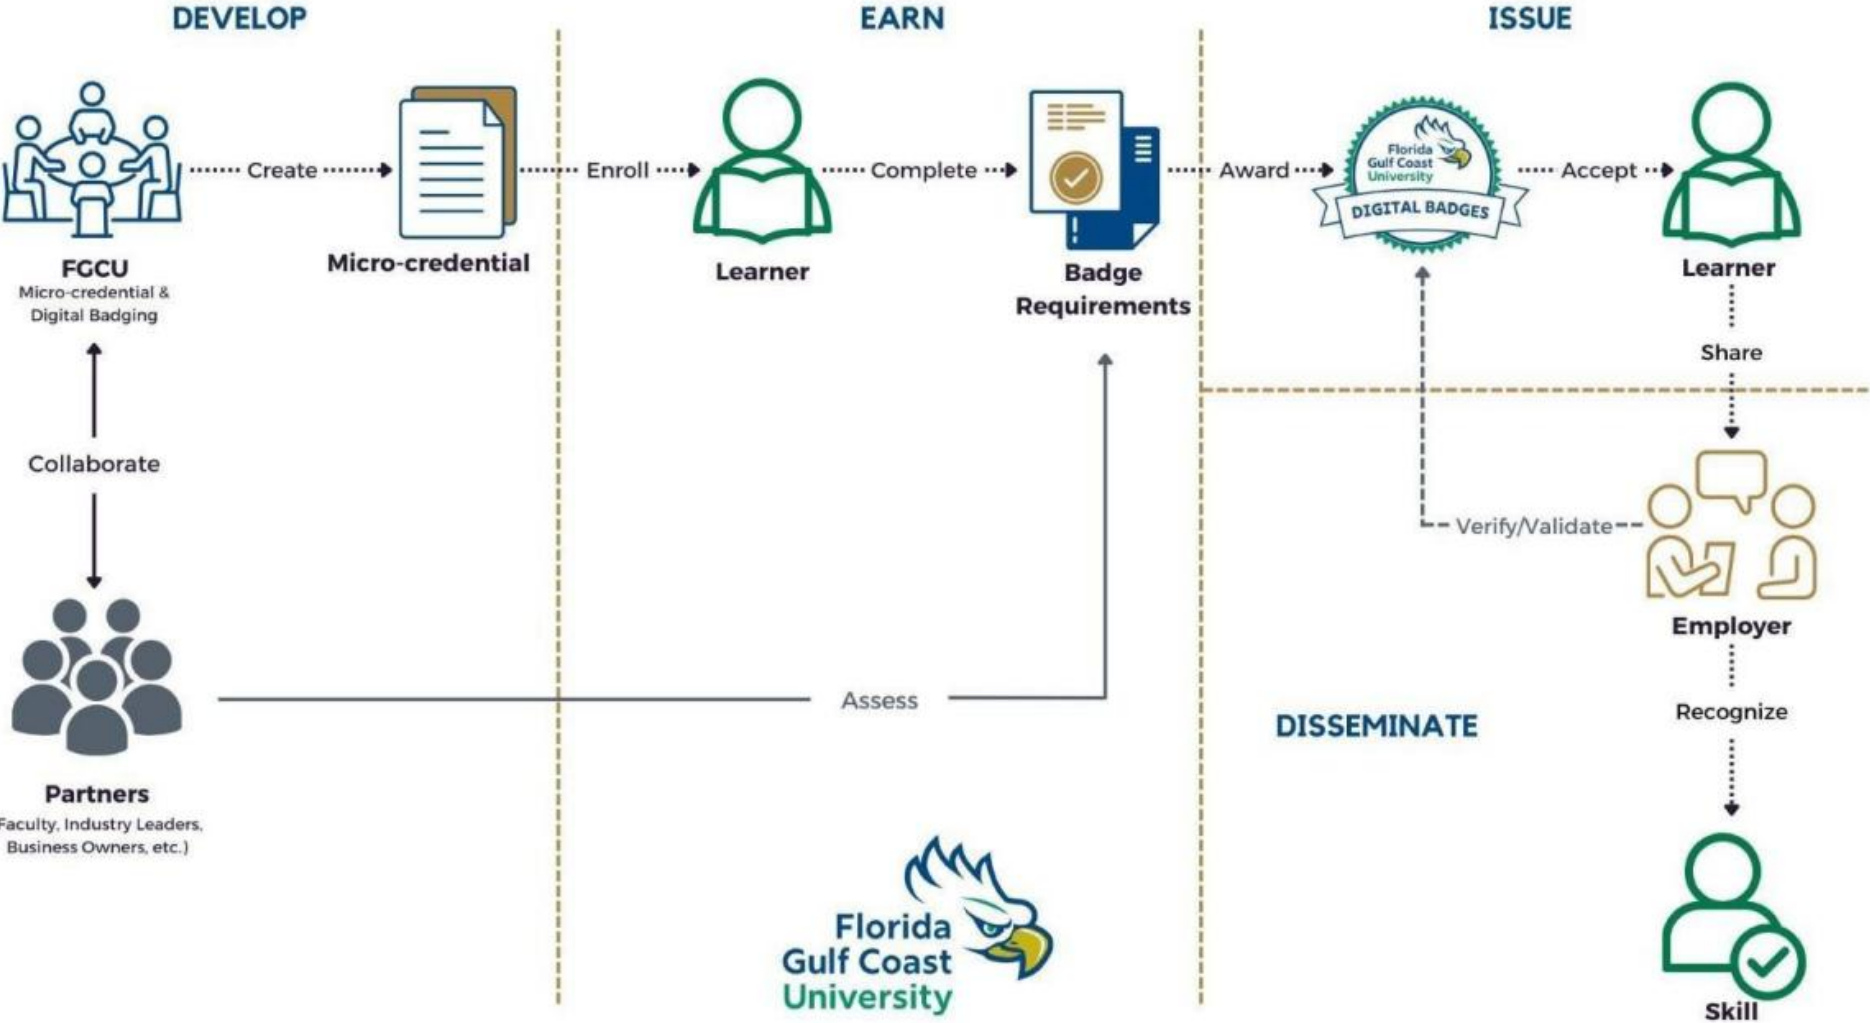 DEVELOP
EARN
ISSUE
Create
Enroll
Complete
Award
Accept
Florida
Gulf Coast
University
DIGITAL BADGES
FGCU
Micro-credential &
Digital Badging
Micro-credential
Learner
Badge
Requirements
Learner
Share
Collaborate
Verify/Validate
Employer
Assess
Recognize
DISSEMINATE
Partners
Faculty, Industry Leaders,
Business Owners, etc.)
Florida
Gulf Coast
University
Skill